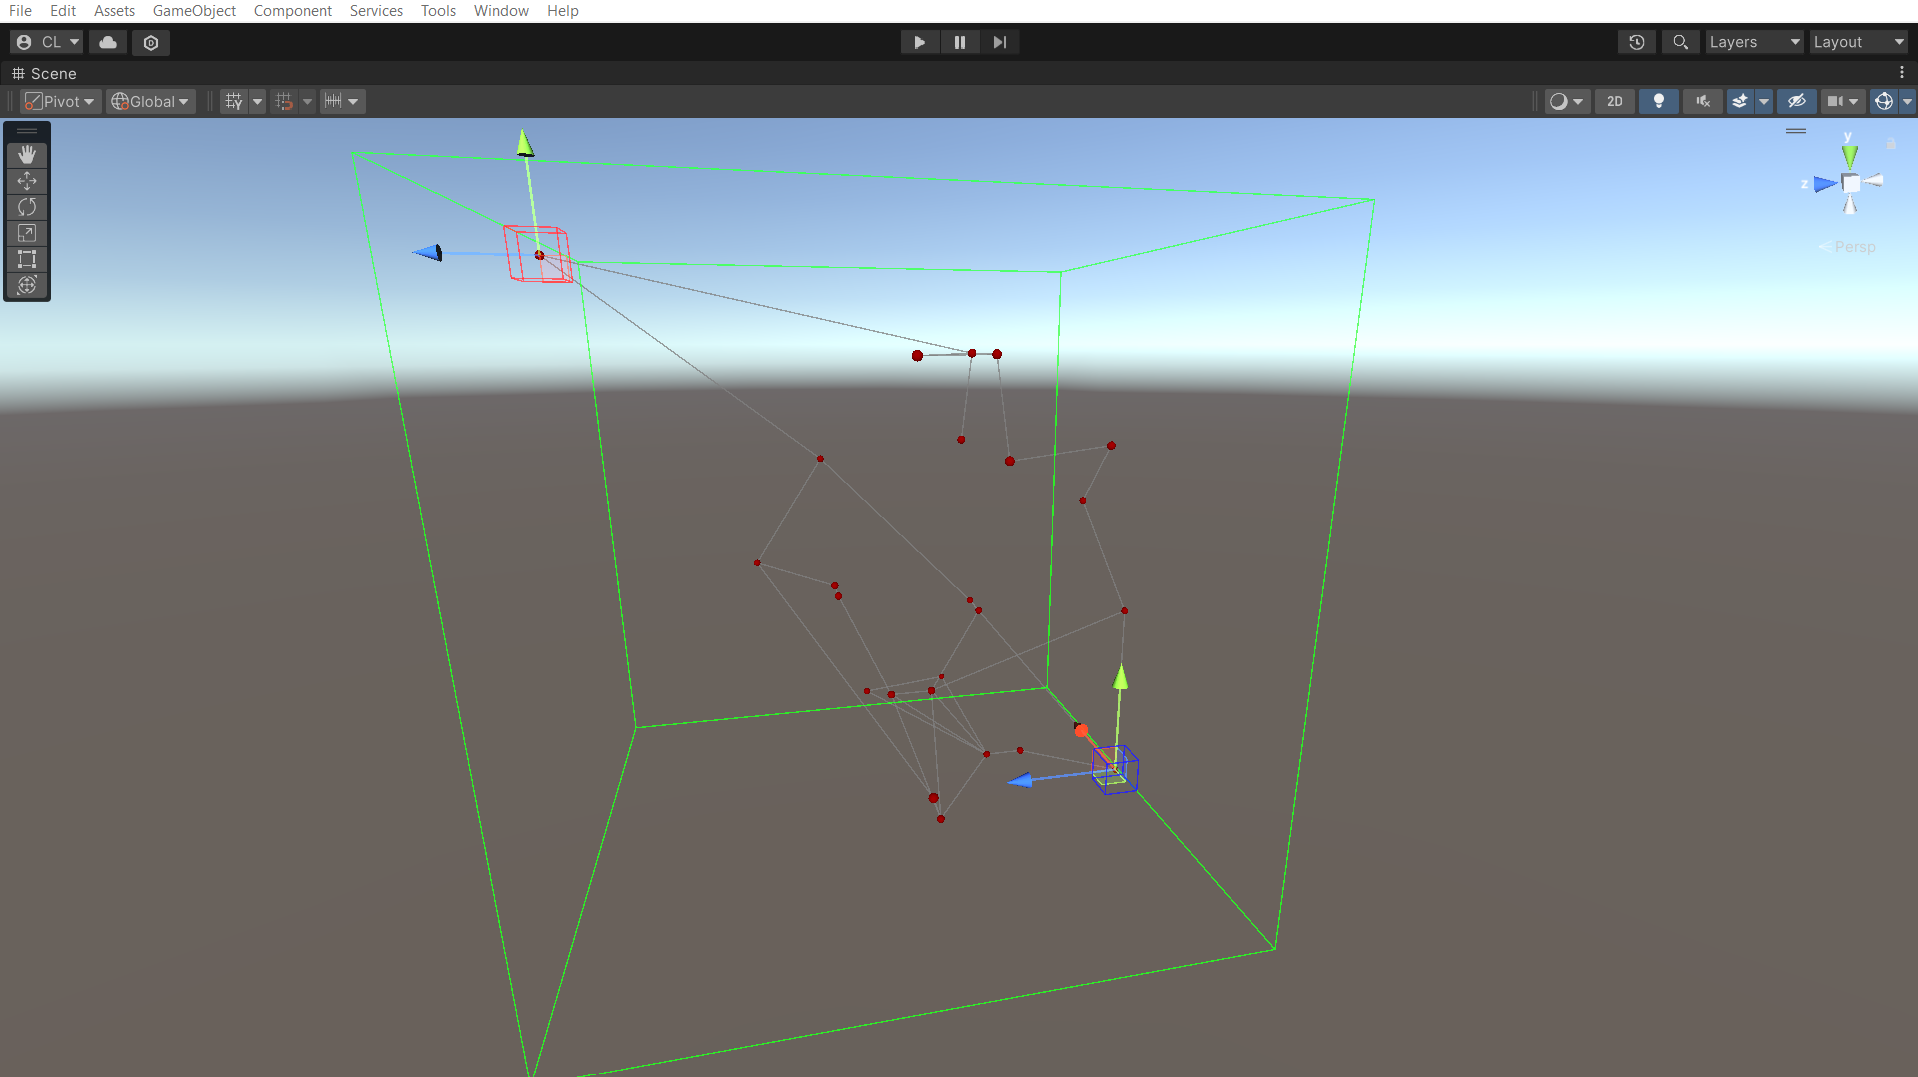 File Edit Assets GameObject Component Services Tools Window Help
CL Layers Layout
Scene
Pivot Global 2D
y
z
Persp